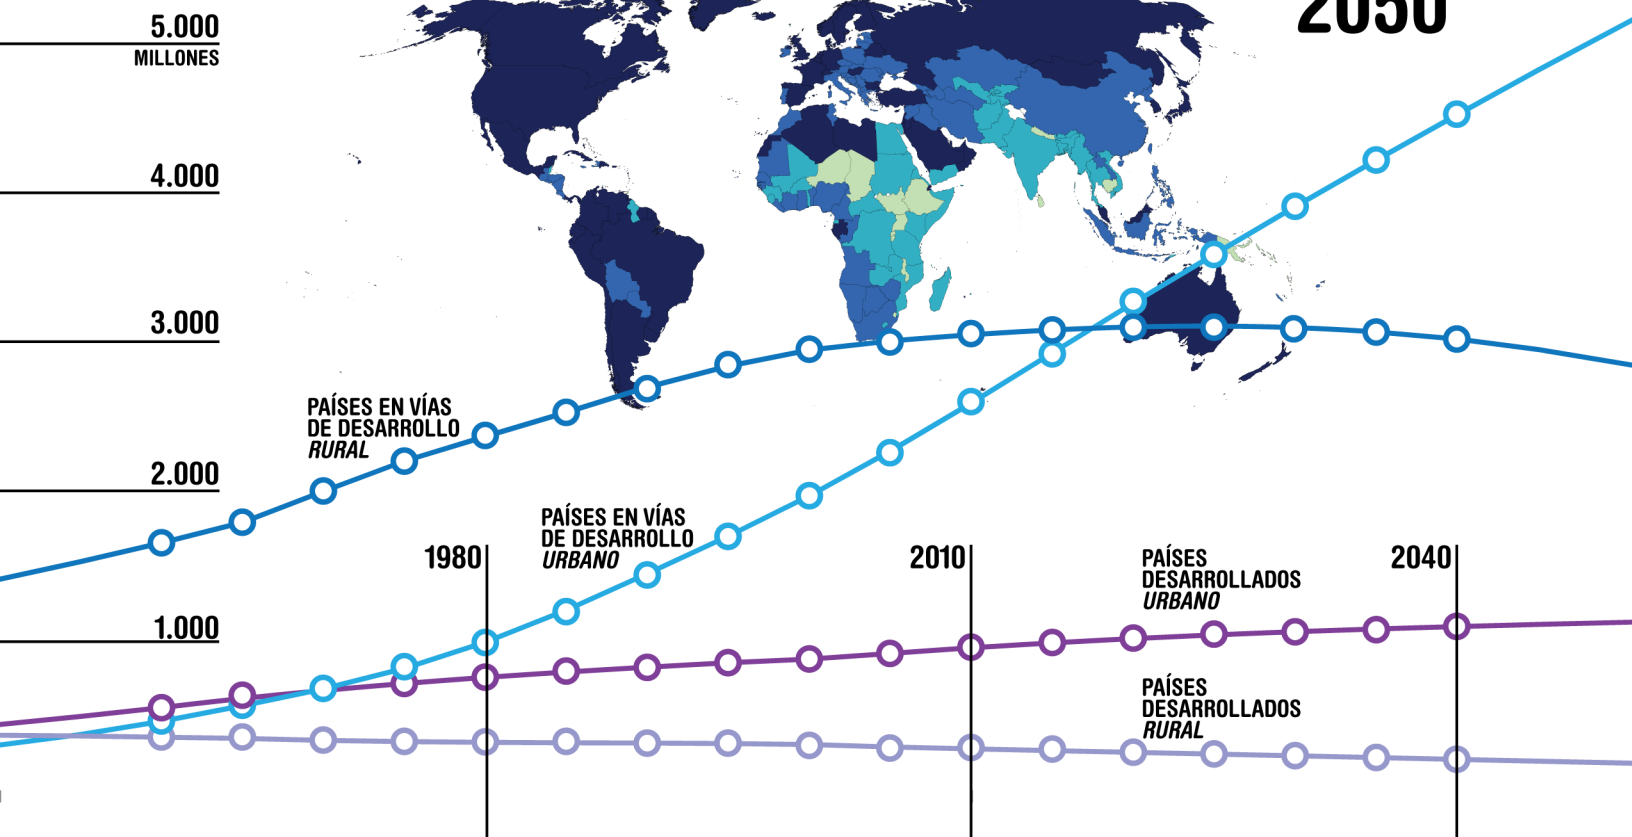 2050
5.000
MILLONES
4.000
3.000
2.000
1.000
PAÍSES EN VÍAS
DE DESARROLLO
RURAL
PAÍSES EN VÍAS
DE DESARROLLO
URBANO
1980
2010
2040
PAÍSES
DESARROLLADOS
URBANO
PAÍSES
DESARROLLADOS
RURAL